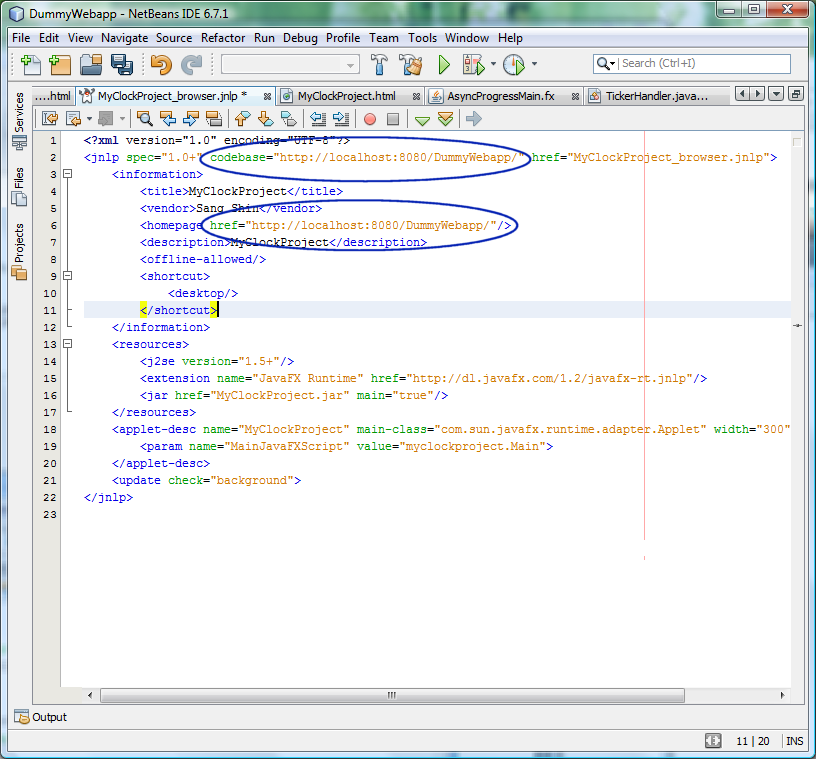 DummyWebapp - NetBeans IDE 6.7.1
File Edit View Navigate Source Refactor Run Debug Profile Team Tools Window Help
Search (Ctrl+I)
....html MyClockProject_browser.jnlp * MyClockProject.html AsyncProgressMain.fx TickerHandler.java...
Services
Files
Projects
1 <?xml version="1.0" encoding="UTF-8"?>
2 <jnlp spec="1.0+" codebase="http://localhost:8080/DummyWebapp/" href="MyClockProject_browser.jnlp">
3 <information>
4 <title>MyClockProject</title>
5 <vendor>Sang Shin</vendor>
6 <homepage href="http://localhost:8080/DummyWebapp/"/>
7 <description>MyClockProject</description>
8 <offline-allowed/>
9 <shortcut>
10 <desktop/>
11 </shortcut>
12 </information>
13 <resources>
14 <j2se version="1.5+"/>
15 <extension name="JavaFX Runtime" href="http://dl.javafx.com/1.2/javafx-rt.jnlp"/>
16 <jar href="MyClockProject.jar" main="true"/>
17 </resources>
18 <applet-desc name="MyClockProject" main-class="com.sun.javafx.runtime.adapter.Applet" width="300"
19 <param name="MainJavaFXScript" value="myclockproject.Main">
20 </applet-desc>
21 <update check="background">
22 </jnlp>
23
Output
11 | 20 INS